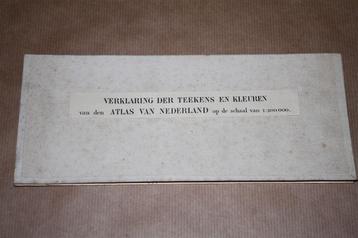 VERKLARING DER TEEKENS EN KLEUREN
van den ATLAS VAN NEDERLAND op de schaal van 1:200.000.